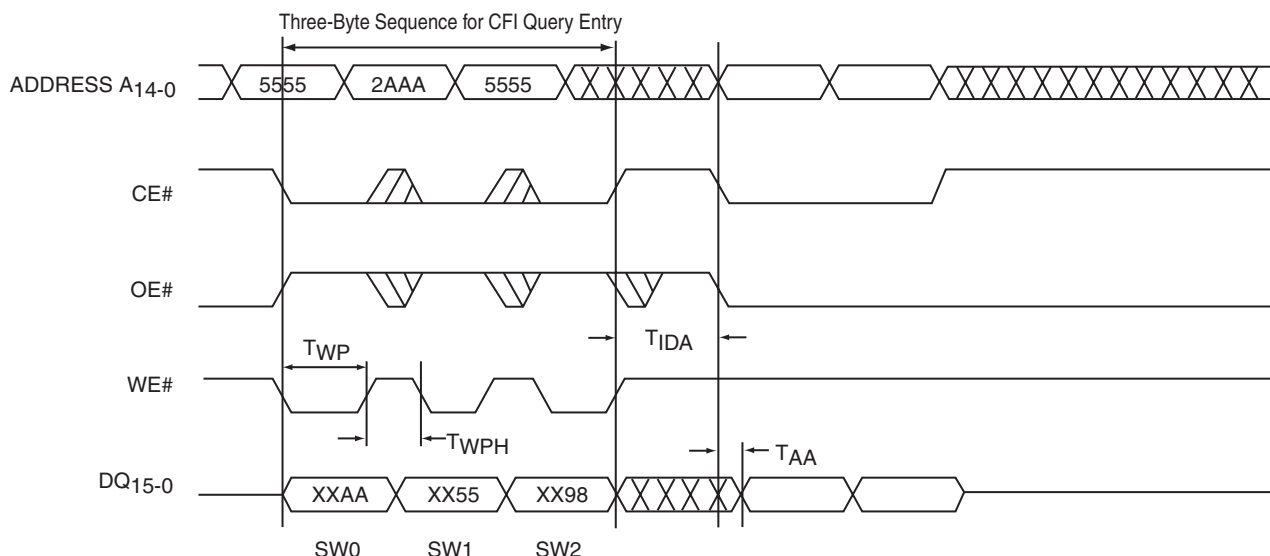 Three-Byte Sequence for CFI Query Entry
ADDRESS A14-0
5555 2AAA 5555
CE#
OE#
TIDA
TWP
WE#
TWPH
TAA
DQ15-0
XXAA XX55 XX98
SW0 SW1 SW2